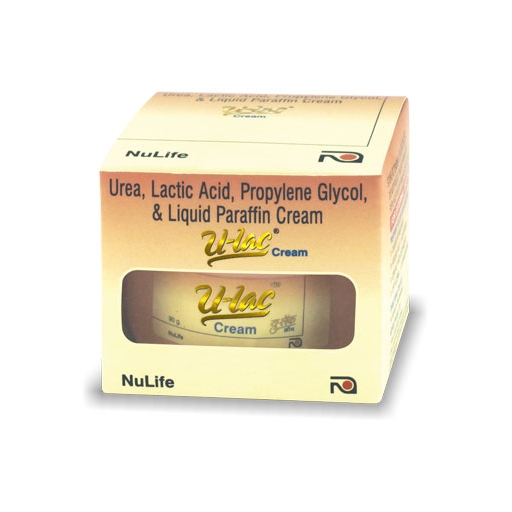 Urea, Lactic Acid, Propylene Glycol,
& Liquid Paraffin Cream
U-lac®
Cream
NuLife
Urea, Lactic Acid, Propylene Glycol,
& Liquid Paraffin Cream
U-lac®
Cream
U-lac
Cream
NuLife
NuLife